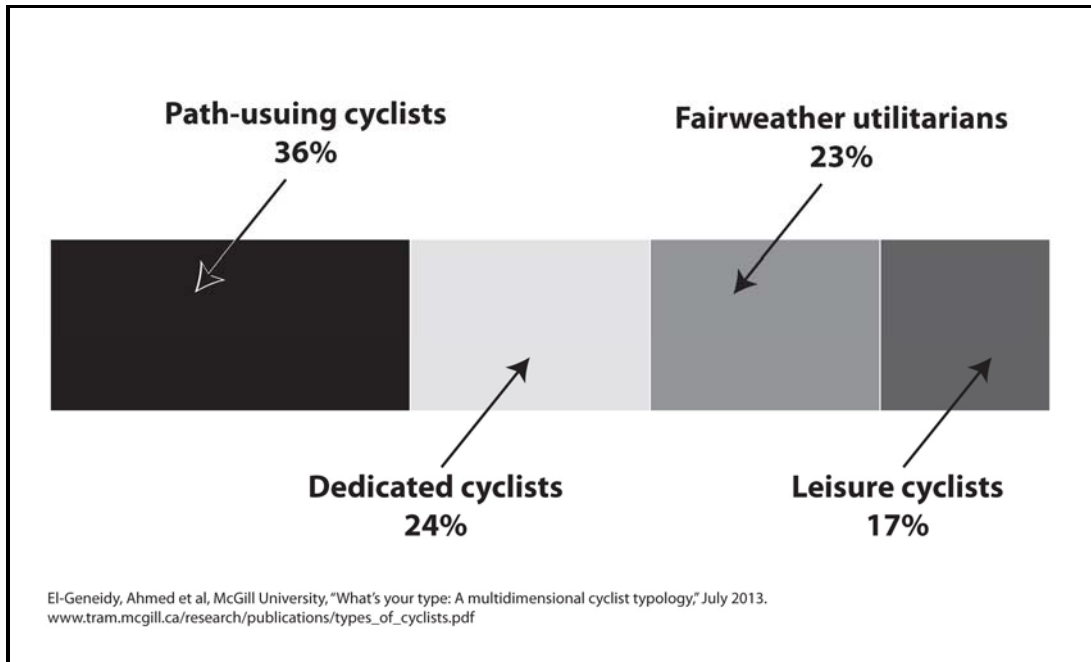 Path-usuing cyclists
36%
Fairweather utilitarians
23%
Dedicated cyclists
24%
Leisure cyclists
17%
El-Geneidy, Ahmed et al, McGill University, “What’s your type: A multidimensional cyclist typology,” July 2013.
www.tram.mcgill.ca/research/publications/types_of_cyclists.pdf